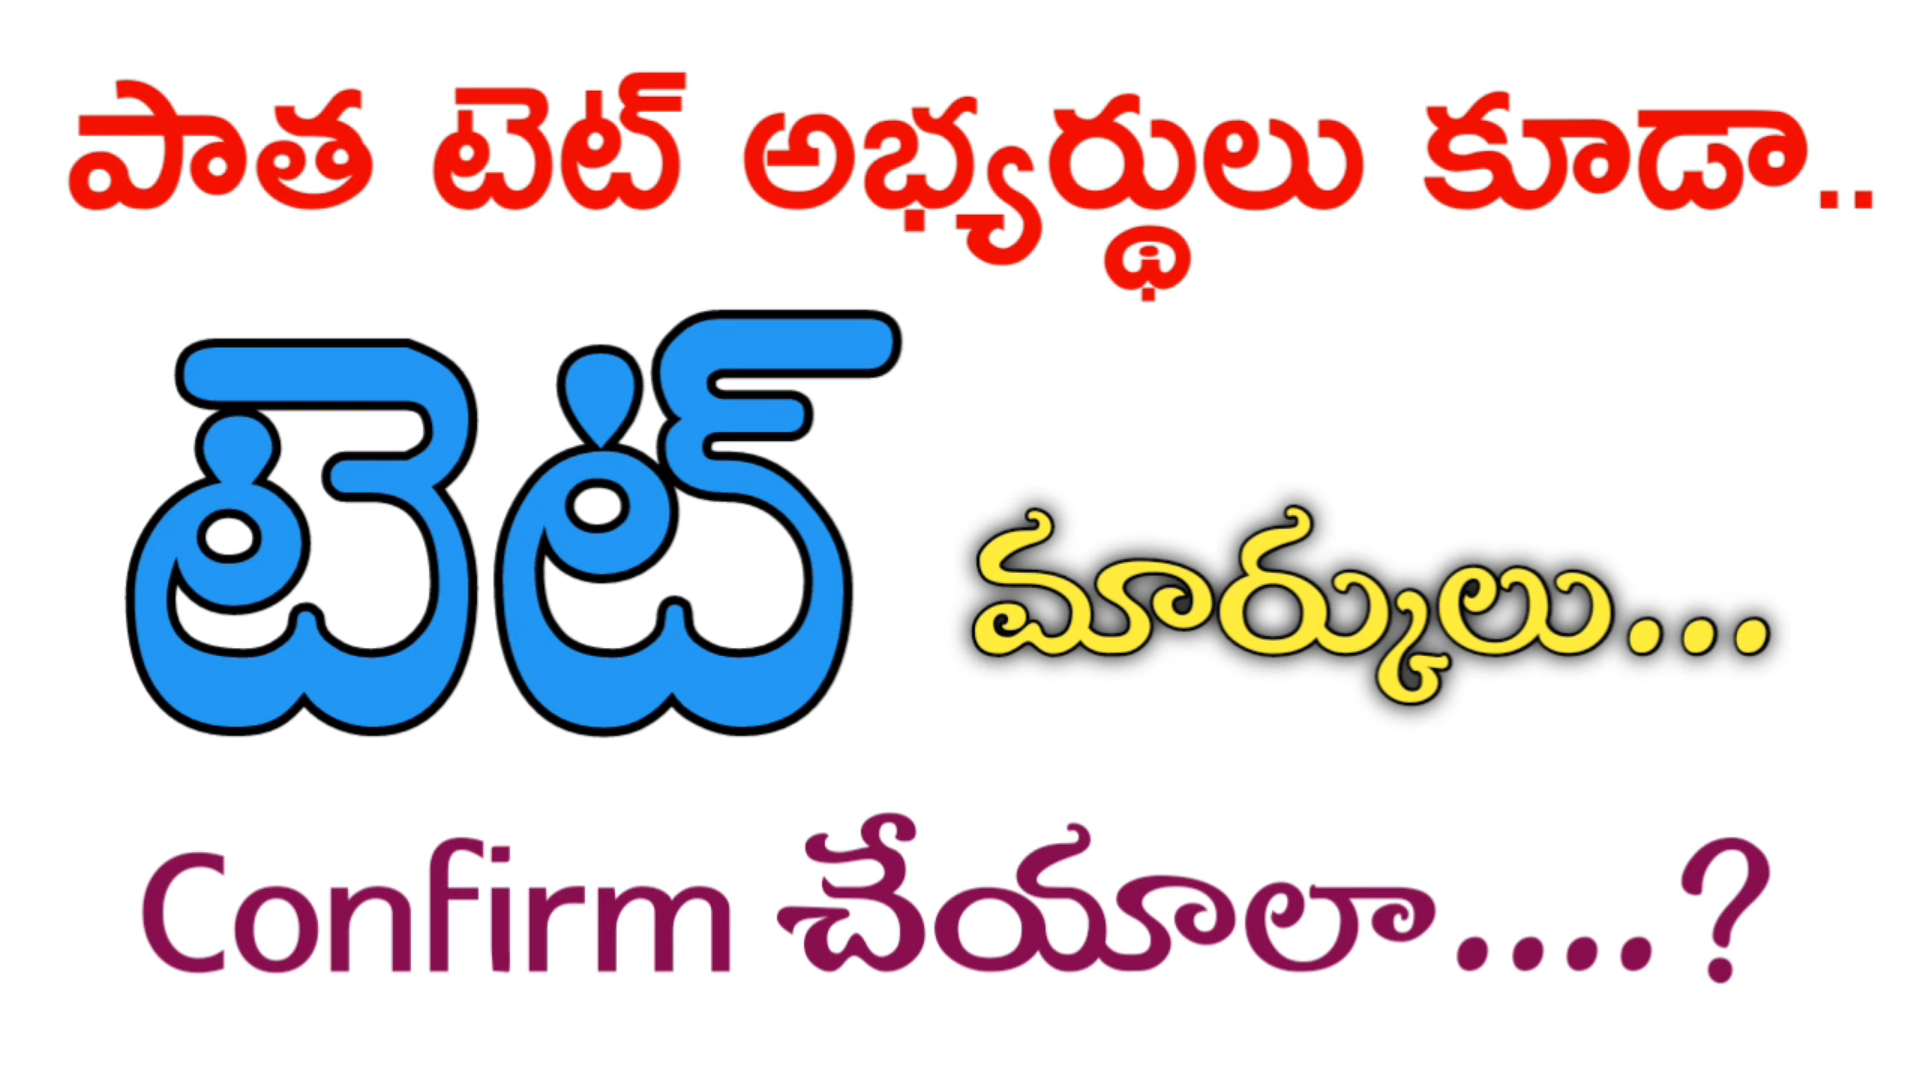 పాత టెట్ అభ్యర్థులు కూడా..
టెట్ మార్కులు...
Confirm చేయాలా....?